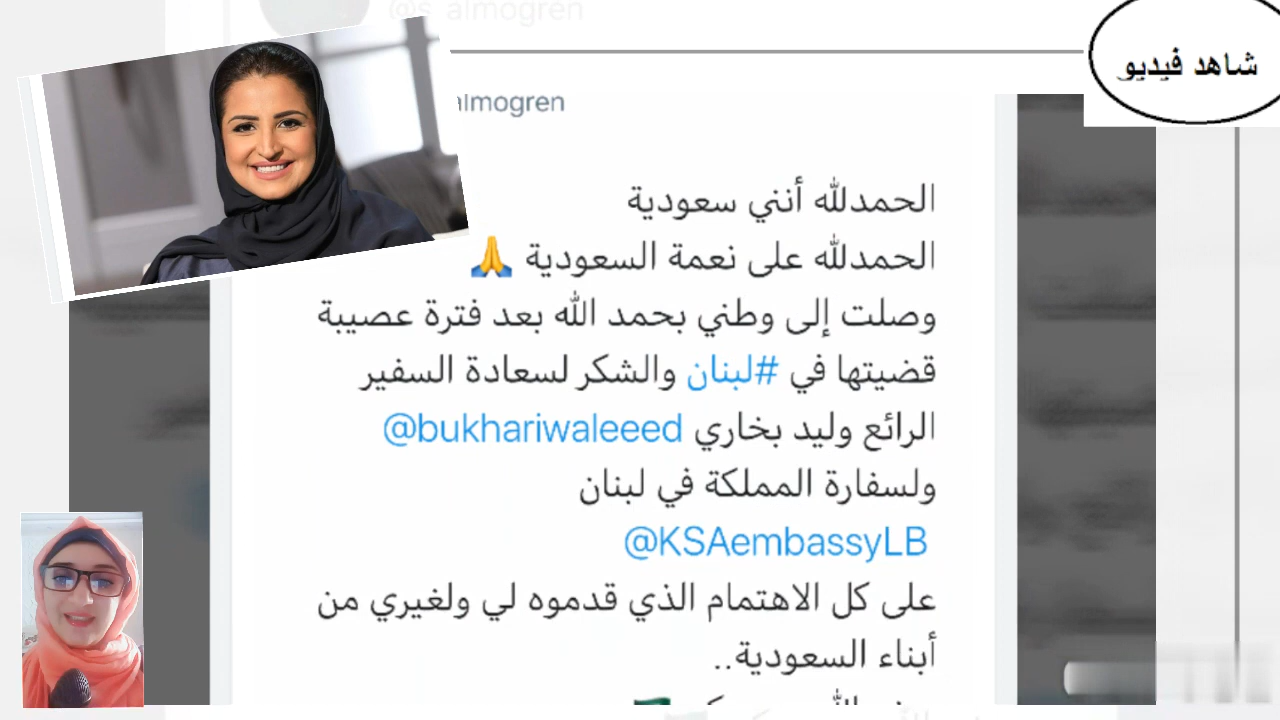 @s_almogren
شاهد فيديو
almogren
الحمدلله أنني سعودية
الحمدلله على نعمة السعودية 🙏
وصلت إلى وطني بحمد الله بعد فترة عصيبة
قضيتها في #لبنان والشكر لسعادة السفير
الرائع وليد بخاري @bukhariwaleeed
ولسفارة المملكة في لبنان
@KSAembassyLB
على كل الاهتمام الذي قدموه لي ولغيري من
أبناء السعودية..